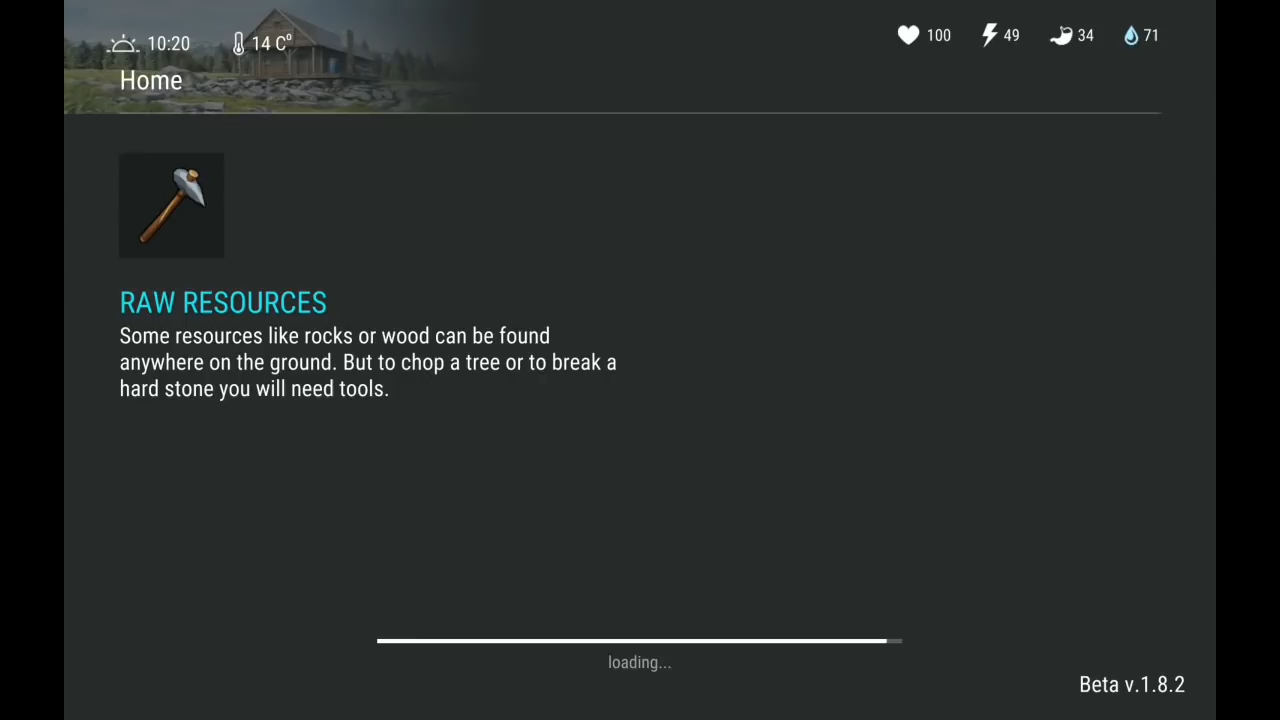 10:20 14 C° 100 49 34 71
Home
RAW RESOURCES
Some resources like rocks or wood can be found
anywhere on the ground. But to chop a tree or to break a
hard stone you will need tools.
loading...
Beta v.1.8.2